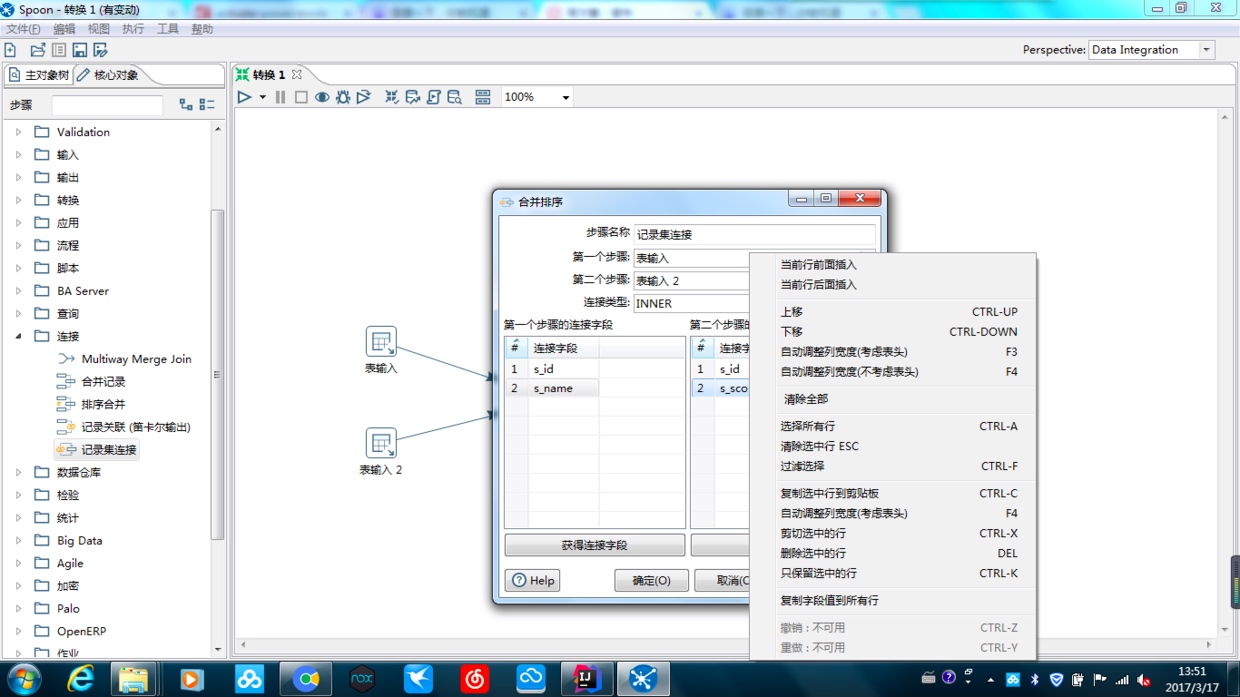 Spoon - 转换 1 (有变动)
文件(F) 编辑 视图 执行 工具 帮助
Perspective: Data Integration
主对象树 核心对象
转换 1
步骤
100%
Validation
输入
输出
转换
应用
流程
脚本
BA Server
查询
连接
Multiway Merge Join
合并记录
排序合并
记录关联 (笛卡尔输出)
记录集连接
数据仓库
检验
统计
Big Data
Agile
加密
Palo
OpenERP
作业
表输入
表输入 2
合并排序
步骤名称 记录集连接
第一个步骤: 表输入
第二个步骤: 表输入 2
连接类型: INNER
第一个步骤的连接字段
# 连接字段
1 s_id
2 s_name
第二个步骤的
# 连接字
1 s_id
2 s_sco
获得连接字段
Help 确定(O) 取消(C
当前行前面插入
当前行后面插入
上移 CTRL-UP
下移 CTRL-DOWN
自动调整列宽度(考虑表头) F3
自动调整列宽度(不考虑表头) F4
清除全部
选择所有行 CTRL-A
清除选中行 ESC
过滤选择 CTRL-F
复制选中行到剪贴板 CTRL-C
自动调整列宽度(考虑表头) F4
剪切选中的行 CTRL-X
删除选中的行 DEL
只保留选中的行 CTRL-K
复制字段值到所有行
撤销 : 不可用 CTRL-Z
重做 : 不可用 CTRL-Y
nox
IJ
13:51
2017/3/17